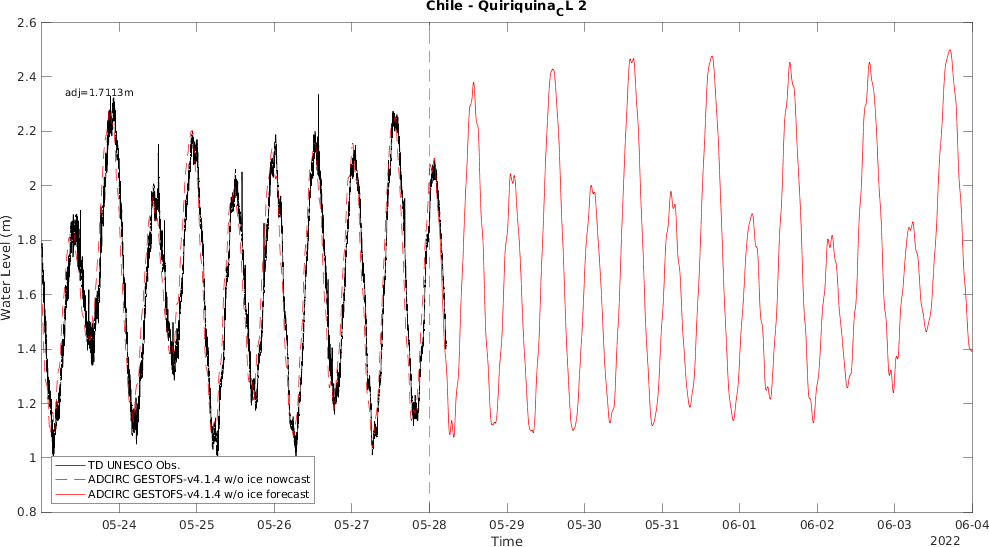 Chile - Quiriquina_CL 2
2.6
2.4
2.2
2
1.8
1.6
1.4
1.2
1
0.8
Water Level (m)
adj=1.7113m
TD UNESCO Obs.
ADCIRC GESTOFS-v4.1.4 w/o ice nowcast
ADCIRC GESTOFS-v4.1.4 w/o ice forecast
05-24 05-25 05-26 05-27 05-28 05-29 05-30 05-31 06-01 06-02 06-03 06-04
Time
2022